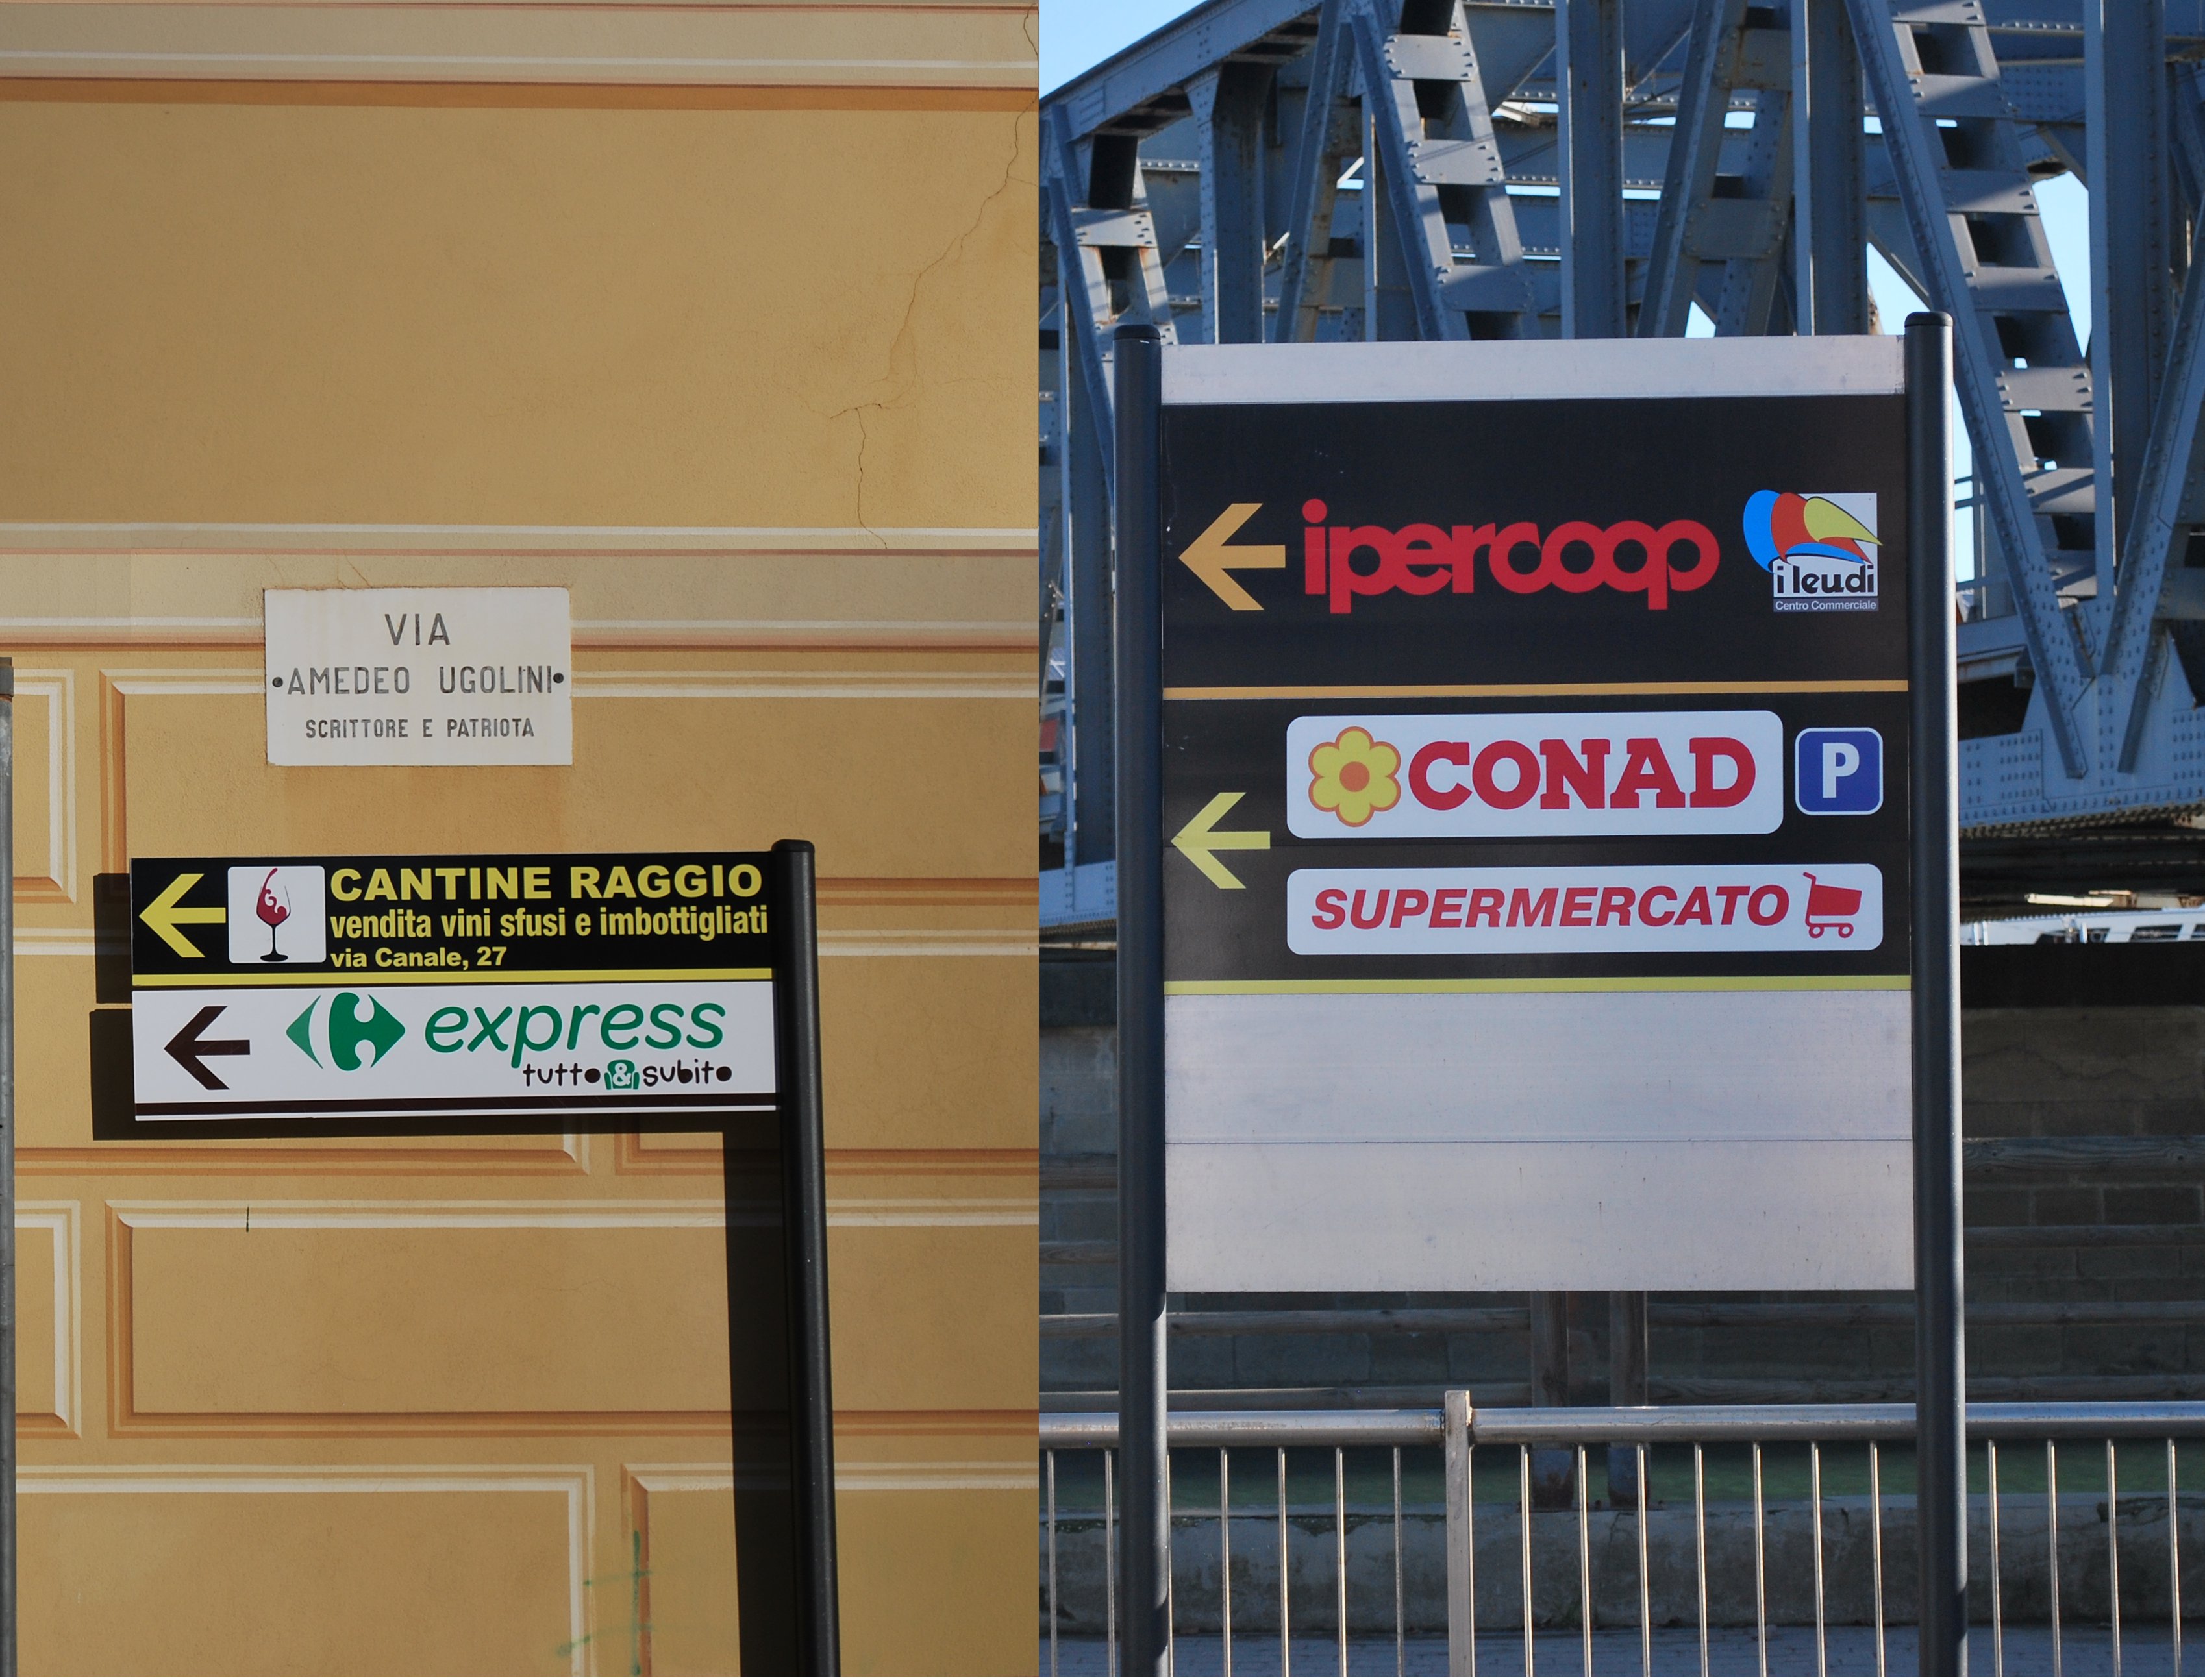 VIA
AMEDEO UGOLINI
SCRITTORE E PATRIOTA
CANTINE RAGGIO
vendita vini sfusi e imbottigliati
via Canale, 27
express
tutto & subito
ipercoop
i leudi
Centro Commerciale
CONAD P
SUPERMERCATO